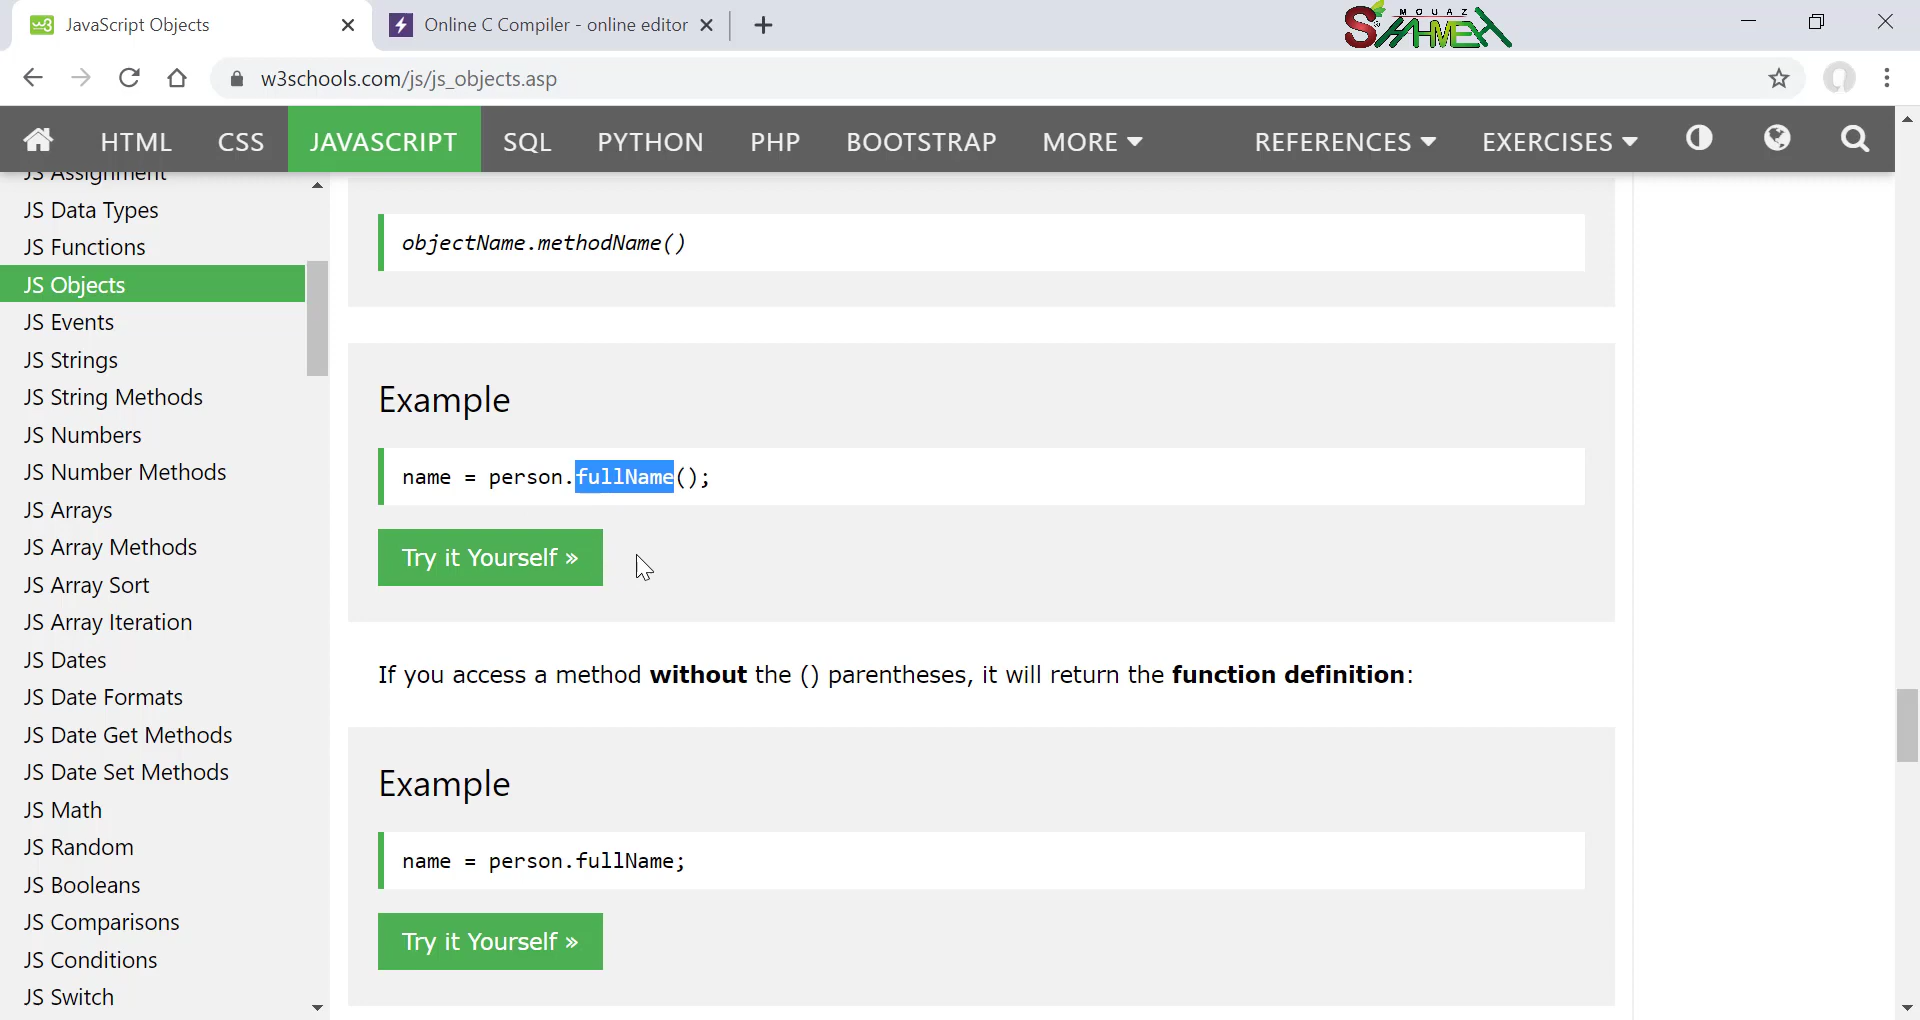 JavaScript Objects
Online C Compiler - online editor
MOUAZ
SHAHMEX
w3schools.com/js/js_objects.asp
HTML CSS JAVASCRIPT SQL PYTHON PHP BOOTSTRAP MORE REFERENCES EXERCISES
JS Assignment
JS Data Types
JS Functions
JS Objects
JS Events
JS Strings
JS String Methods
JS Numbers
JS Number Methods
JS Arrays
JS Array Methods
JS Array Sort
JS Array Iteration
JS Dates
JS Date Formats
JS Date Get Methods
JS Date Set Methods
JS Math
JS Random
JS Booleans
JS Comparisons
JS Conditions
JS Switch
objectName.methodName()
Example
name = person.fullName();
Try it Yourself »
If you access a method without the () parentheses, it will return the function definition:
Example
name = person.fullName;
Try it Yourself »